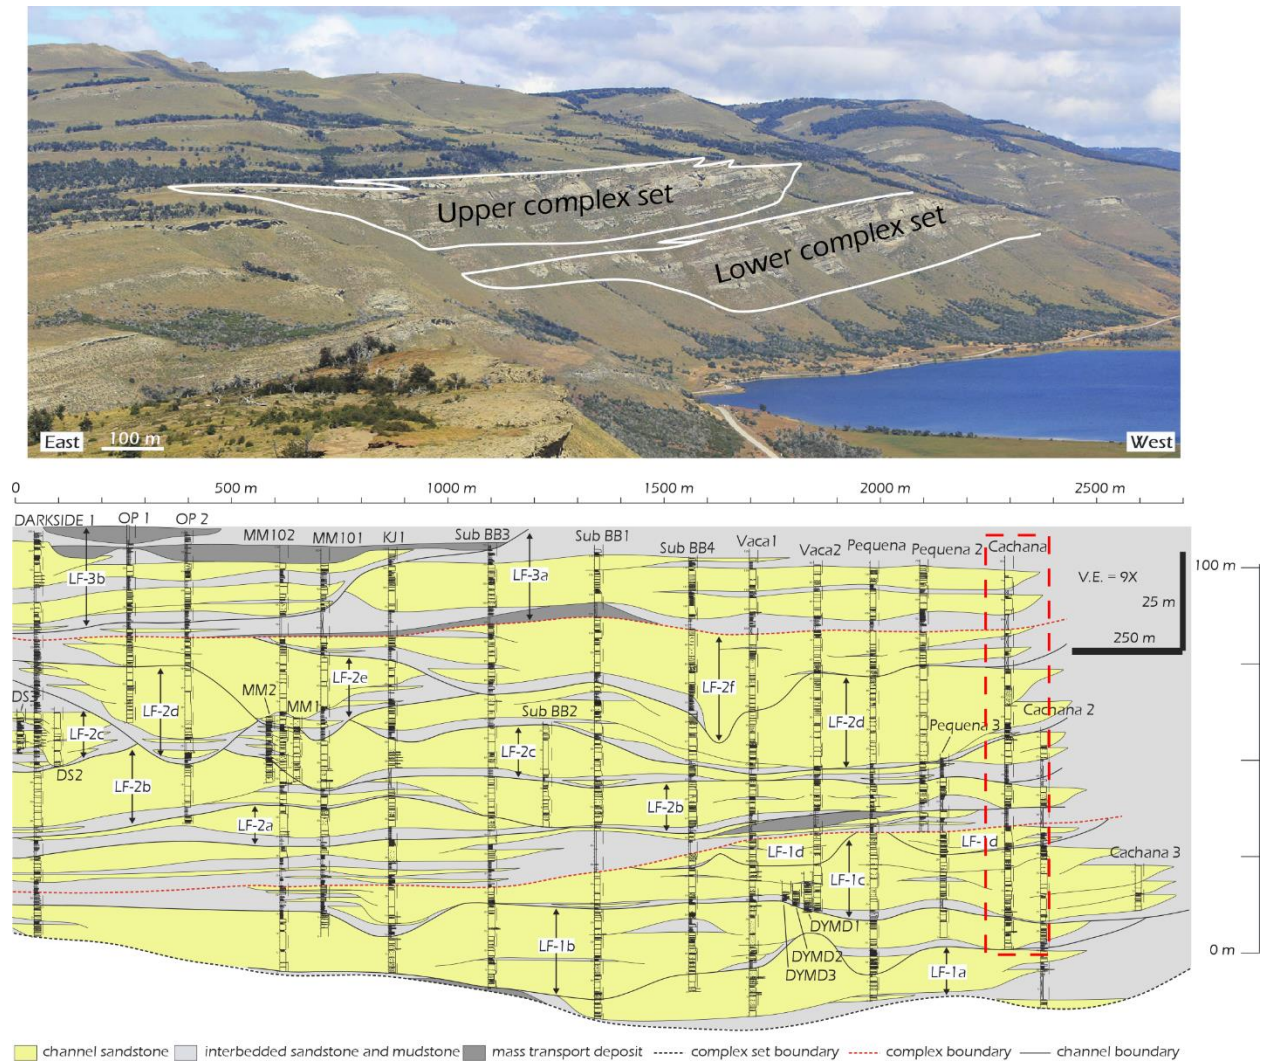 Upper complex set
Lower complex set
East 100 m West
0 500 m 1000 m 1500 m 2000 m 2500 m
DARKSIDE 1 OP 1 OP 2 MM102 MM101 KJ1 Sub BB3 Sub BB1 Sub BB4 Vaca1 Vaca2 Pequena Pequena 2 Cachana
V.E. = 9X 100 m
LF-3b LF-3a 25 m
250 m
LF-2e LF-2f
LF-2d LF-2d
DS3 LF-2c MM2 MM1 Sub BB2 Pequena 3 Cachana 2
DS2 LF-2b LF-2c LF-2b
LF-2a
LF-1d LF-1d
LF-1c Cachana 3
DYMD1
LF-1b DYMD2 0 m
DYMD3 LF-1a
channel sandstone interbedded sandstone and mudstone mass transport deposit complex set boundary complex boundary channel boundary